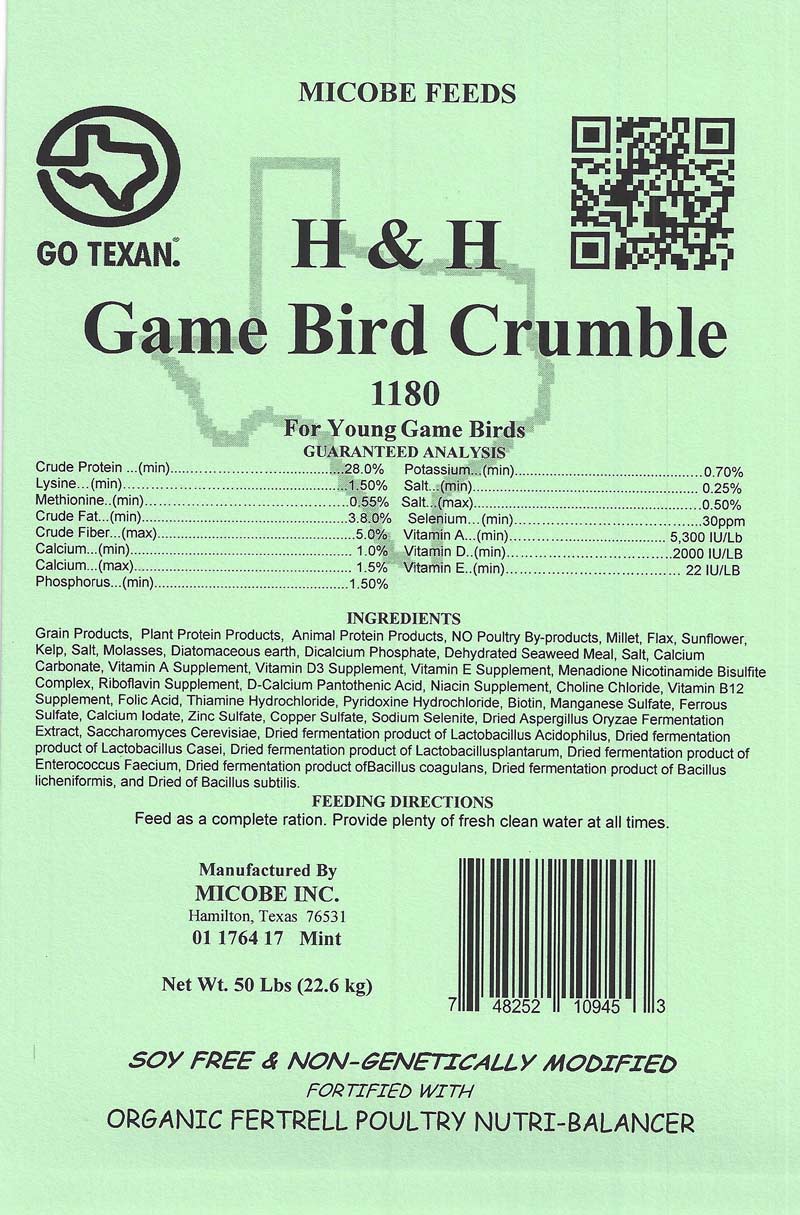 MICOBE FEEDS
GO TEXAN.
H & H
Game Bird Crumble
1180
For Young Game Birds
GUARANTEED ANALYSIS
Crude Protein ...(min)..................................................28.0%
Lysine...(min)..................................................1.50%
Methionine..(min)..................................................0.55%
Crude Fat...(min)..................................................3.8.0%
Crude Fiber...(max)..................................................5.0%
Calcium...(min)..................................................1.0%
Calcium...(max)..................................................1.5%
Phosphorus...(min)..................................................1.50%
Potassium...(min)..................................................0.70%
Salt...(min)..................................................0.25%
Salt...(max)..................................................0.50%
Selenium...(min)..................................................30ppm
Vitamin A...(min)..................................................5,300 IU/Lb
Vitamin D..(min)..................................................2000 IU/LB
Vitamin E..(min)..................................................22 IU/LB
INGREDIENTS
Grain Products, Plant Protein Products, Animal Protein Products, NO Poultry By-products, Millet, Flax, Sunflower,
Kelp, Salt, Molasses, Diatomaceous earth, Dicalcium Phosphate, Dehydrated Seaweed Meal, Salt, Calcium
Carbonate, Vitamin A Supplement, Vitamin D3 Supplement, Vitamin E Supplement, Menadione Nicotinamide Bisulfite
Complex, Riboflavin Supplement, D-Calcium Pantothenic Acid, Niacin Supplement, Choline Chloride, Vitamin B12
Supplement, Folic Acid, Thiamine Hydrochloride, Pyridoxine Hydrochloride, Biotin, Manganese Sulfate, Ferrous
Sulfate, Calcium Iodate, Zinc Sulfate, Copper Sulfate, Sodium Selenite, Dried Aspergillus Oryzae Fermentation
Extract, Saccharomyces Cerevisiae, Dried fermentation product of Lactobacillus Acidophilus, Dried fermentation
product of Lactobacillus Casei, Dried fermentation product of Lactobacillusplantarum, Dried fermentation product of
Enterococcus Faecium, Dried fermentation product ofBacillus coagulans, Dried fermentation product of Bacillus
licheniformis, and Dried of Bacillus subtilis.
FEEDING DIRECTIONS
Feed as a complete ration. Provide plenty of fresh clean water at all times.
Manufactured By
MICOBE INC.
Hamilton, Texas 76531
01 1764 17 Mint
Net Wt. 50 Lbs (22.6 kg)
7 48252 10945 3
SOY FREE & NON-GENETICALLY MODIFIED
FORTIFIED WITH
ORGANIC FERTRELL POULTRY NUTRI-BALANCER